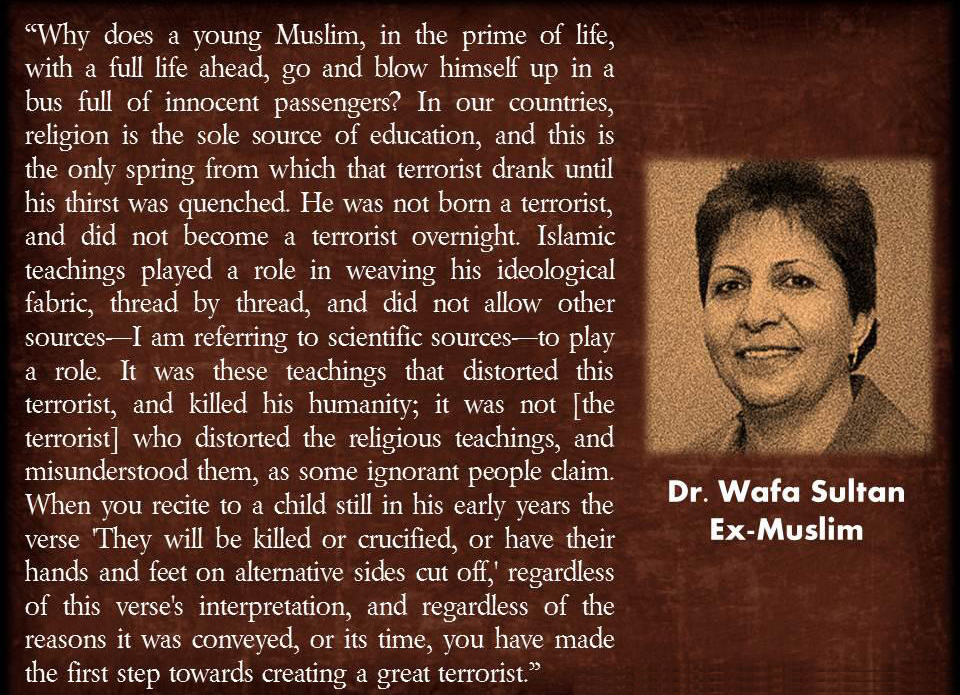 “Why does a young Muslim, in the prime of life,
with a full life ahead, go and blow himself up in a
bus full of innocent passengers? In our countries,
religion is the sole source of education, and this is
the only spring from which that terrorist drank until
his thirst was quenched. He was not born a terrorist,
and did not become a terrorist overnight. Islamic
teachings played a role in weaving his ideological
fabric, thread by thread, and did not allow other
sources—I am referring to scientific sources—to play
a role. It was these teachings that distorted this
terrorist, and killed his humanity; it was not [the
terrorist] who distorted the religious teachings, and
misunderstood them, as some ignorant people claim.
When you recite to a child still in his early years the
verse 'They will be killed or crucified, or have their
hands and feet on alternative sides cut off,' regardless
of this verse's interpretation, and regardless of the
reasons it was conveyed, or its time, you have made
the first step towards creating a great terrorist.”
Dr. Wafa Sultan
Ex-Muslim